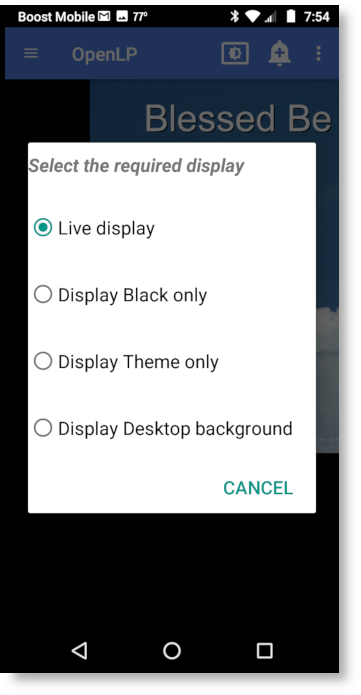 Boost Mobile 77° 7:54
OpenLP
Blessed Be
Select the required display
Live display
Display Black only
Display Theme only
Display Desktop background
CANCEL